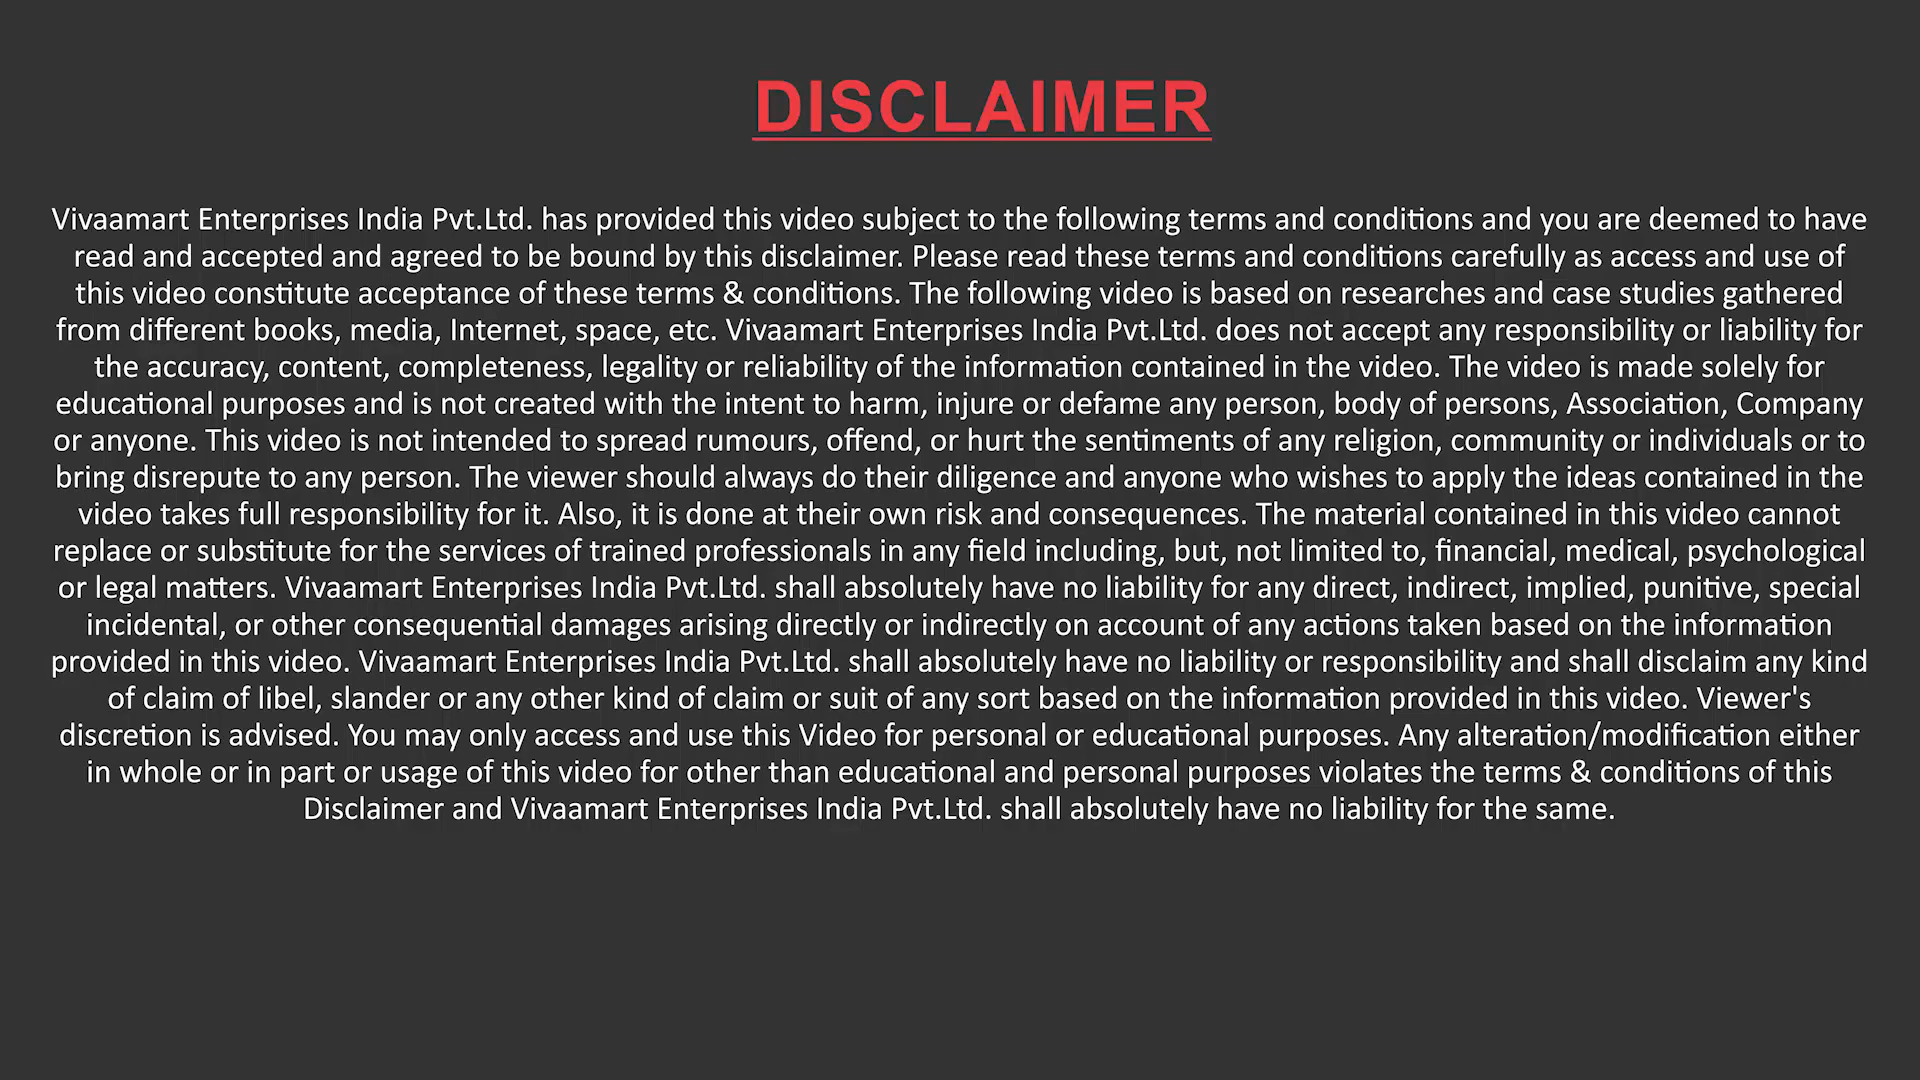 DISCLAIMER
Vivaamart Enterprises India Pvt.Ltd. has provided this video subject to the following terms and conditions and you are deemed to have
read and accepted and agreed to be bound by this disclaimer. Please read these terms and conditions carefully as access and use of
this video constitute acceptance of these terms & conditions. The following video is based on researches and case studies gathered
from different books, media, Internet, space, etc. Vivaamart Enterprises India Pvt.Ltd. does not accept any responsibility or liability for
the accuracy, content, completeness, legality or reliability of the information contained in the video. The video is made solely for
educational purposes and is not created with the intent to harm, injure or defame any person, body of persons, Association, Company
or anyone. This video is not intended to spread rumours, offend, or hurt the sentiments of any religion, community or individuals or to
bring disrepute to any person. The viewer should always do their diligence and anyone who wishes to apply the ideas contained in the
video takes full responsibility for it. Also, it is done at their own risk and consequences. The material contained in this video cannot
replace or substitute for the services of trained professionals in any field including, but, not limited to, financial, medical, psychological
or legal matters. Vivaamart Enterprises India Pvt.Ltd. shall absolutely have no liability for any direct, indirect, implied, punitive, special
incidental, or other consequential damages arising directly or indirectly on account of any actions taken based on the information
provided in this video. Vivaamart Enterprises India Pvt.Ltd. shall absolutely have no liability or responsibility and shall disclaim any kind
of claim of libel, slander or any other kind of claim or suit of any sort based on the information provided in this video. Viewer's
discretion is advised. You may only access and use this Video for personal or educational purposes. Any alteration/modification either
in whole or in part or usage of this video for other than educational and personal purposes violates the terms & conditions of this
Disclaimer and Vivaamart Enterprises India Pvt.Ltd. shall absolutely have no liability for the same.